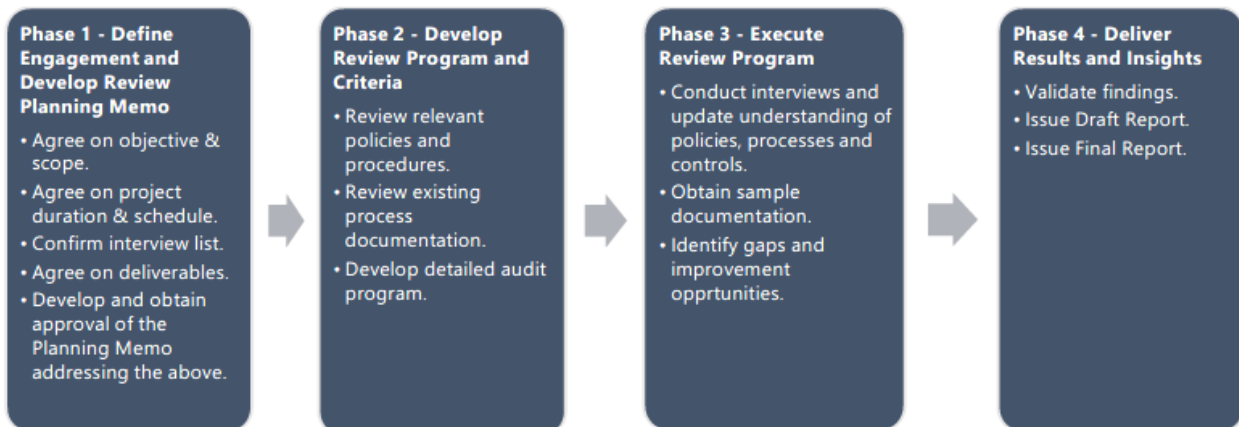 Phase 1 - Define
Engagement and
Develop Review
Planning Memo
• Agree on objective &
scope.
• Agree on project
duration & schedule.
• Confirm interview list.
• Agree on deliverables.
• Develop and obtain
approval of the
Planning Memo
addressing the above.
Phase 2 - Develop
Review Program and
Criteria
• Review relevant
policies and
procedures.
• Review existing
process
documentation.
• Develop detailed audit
program.
Phase 3 - Execute
Review Program
• Conduct interviews and
update understanding of
policies, processes and
controls.
• Obtain sample
documentation.
• Identify gaps and
improvement
opprtunities.
Phase 4 - Deliver
Results and Insights
• Validate findings.
• Issue Draft Report.
• Issue Final Report.